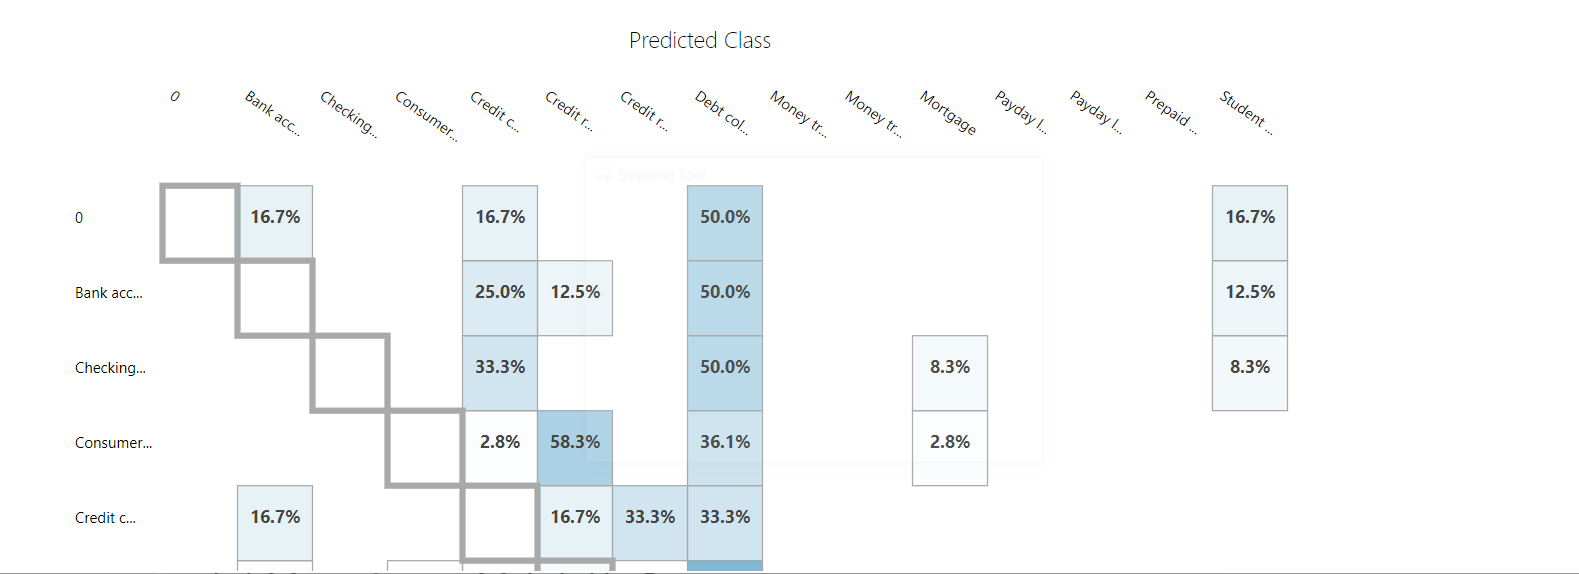 Predicted Class
0 Bank acc... Checking... Consumer... Credit c... Credit r... Credit r... Debt col... Money tr... Money tr... Mortgage Payday l... Payday l... Prepaid ... Student ...
Snipping Tool
0 16.7% 16.7% 50.0% 16.7%
Bank acc... 25.0% 12.5% 50.0% 12.5%
Checking... 33.3% 50.0% 8.3% 8.3%
Consumer... 2.8% 58.3% 36.1% 2.8%
Credit c... 16.7% 16.7% 33.3% 33.3%